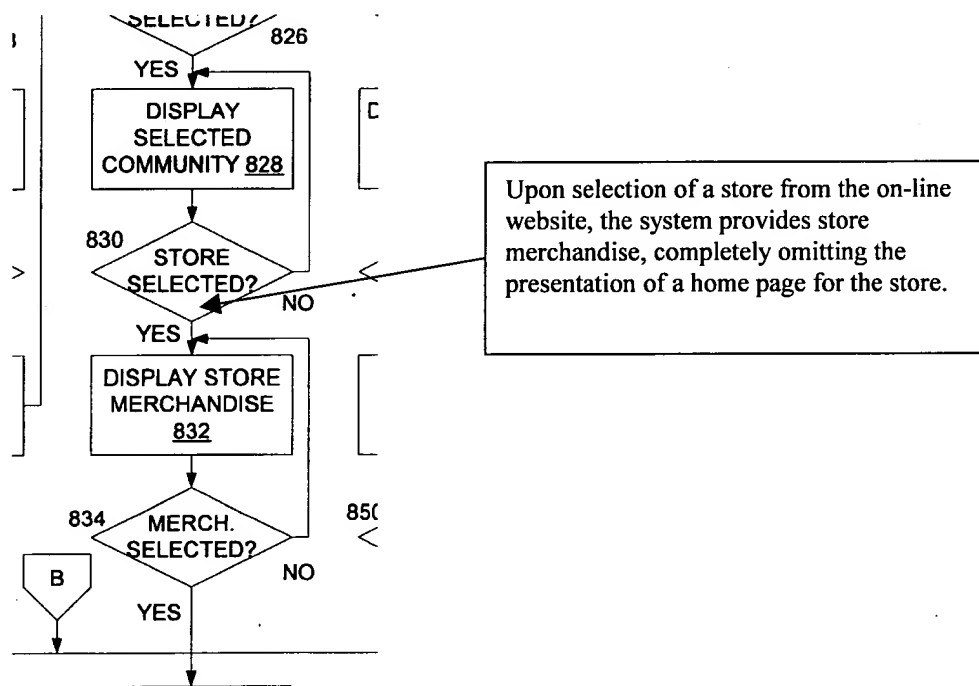 SELECTED?
826
YES
DISPLAY
SELECTED
COMMUNITY 828
830
STORE
SELECTED?
NO
YES
DISPLAY STORE
MERCHANDISE
832
834
MERCH.
SELECTED?
850
NO
B
YES
D
Upon selection of a store from the on-line
website, the system provides store
merchandise, completely omitting the
presentation of a home page for the store.